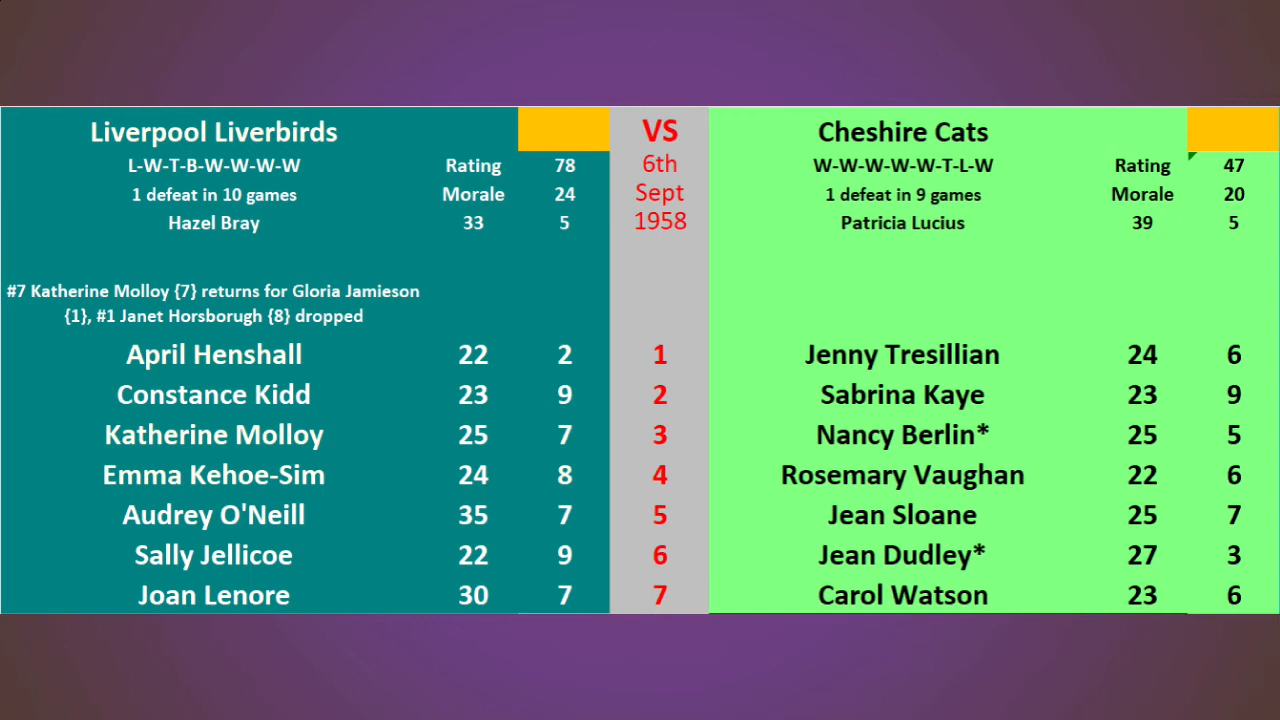 Liverpool Liverbirds VS Cheshire Cats
L-W-T-B-W-W-W-W Rating 78 6th W-W-W-W-W-T-L-W Rating 47
1 defeat in 10 games Morale 24 Sept 1 defeat in 9 games Morale 20
Hazel Bray 33 5 1958 Patricia Lucius 39 5
#7 Katherine Molloy {7} returns for Gloria Jamieson
{1}, #1 Janet Horsborugh {8} dropped
April Henshall 22 2 1 Jenny Tresillian 24 6
Constance Kidd 23 9 2 Sabrina Kaye 23 9
Katherine Molloy 25 7 3 Nancy Berlin* 25 5
Emma Kehoe-Sim 24 8 4 Rosemary Vaughan 22 6
Audrey O'Neill 35 7 5 Jean Sloane 25 7
Sally Jellicoe 22 9 6 Jean Dudley* 27 3
Joan Lenore 30 7 7 Carol Watson 23 6